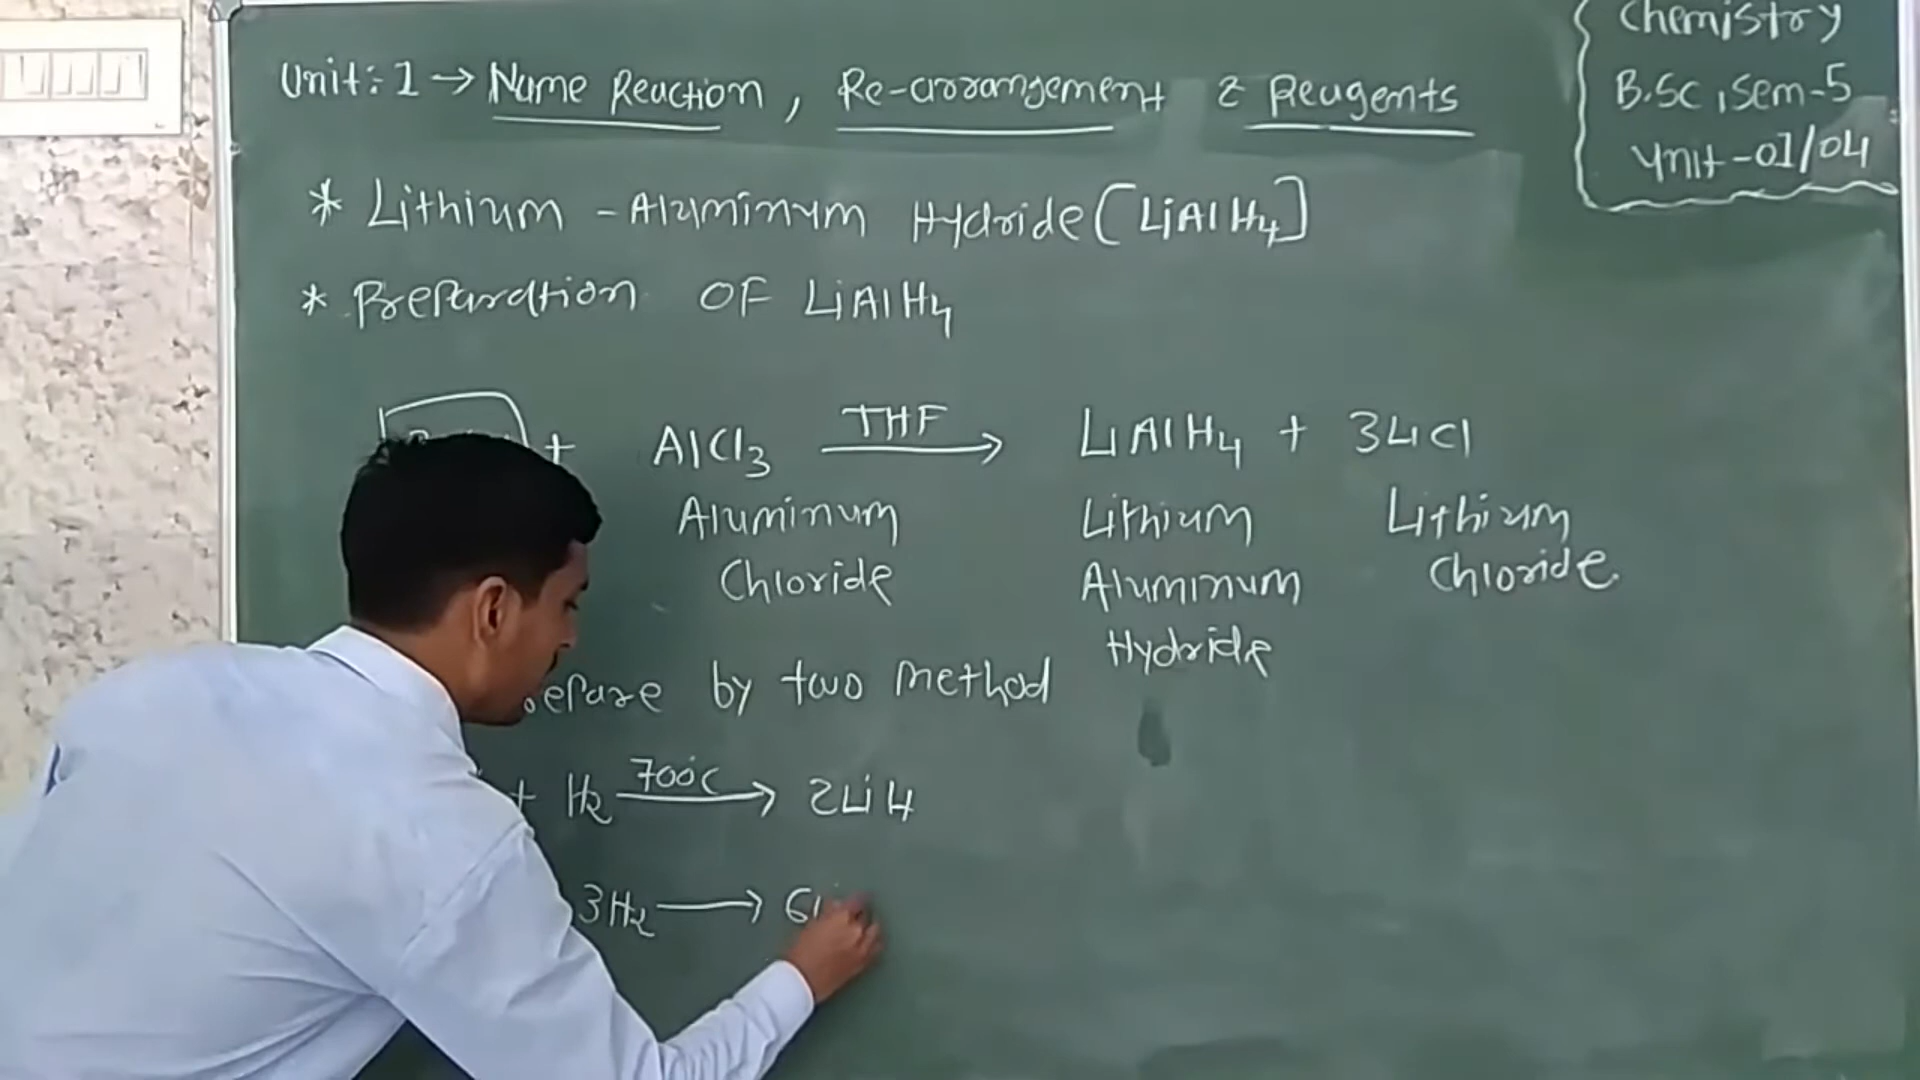 Unit: 1 → Name Reaction, Re-arrangement & Reagents
Chemistry
B.Sc, Sem-5
Unit-01/04
* Lithium - Aluminum Hydride [LiAlH4]
* Preparation OF LiAlH4
+ AlCl3 THF → LiAlH4 + 3LiCl
Aluminum Lithium Lithium
Chloride Aluminum Chloride
Hydride
by two method
+ H2 700°C → 2LiH
3H2 → 6